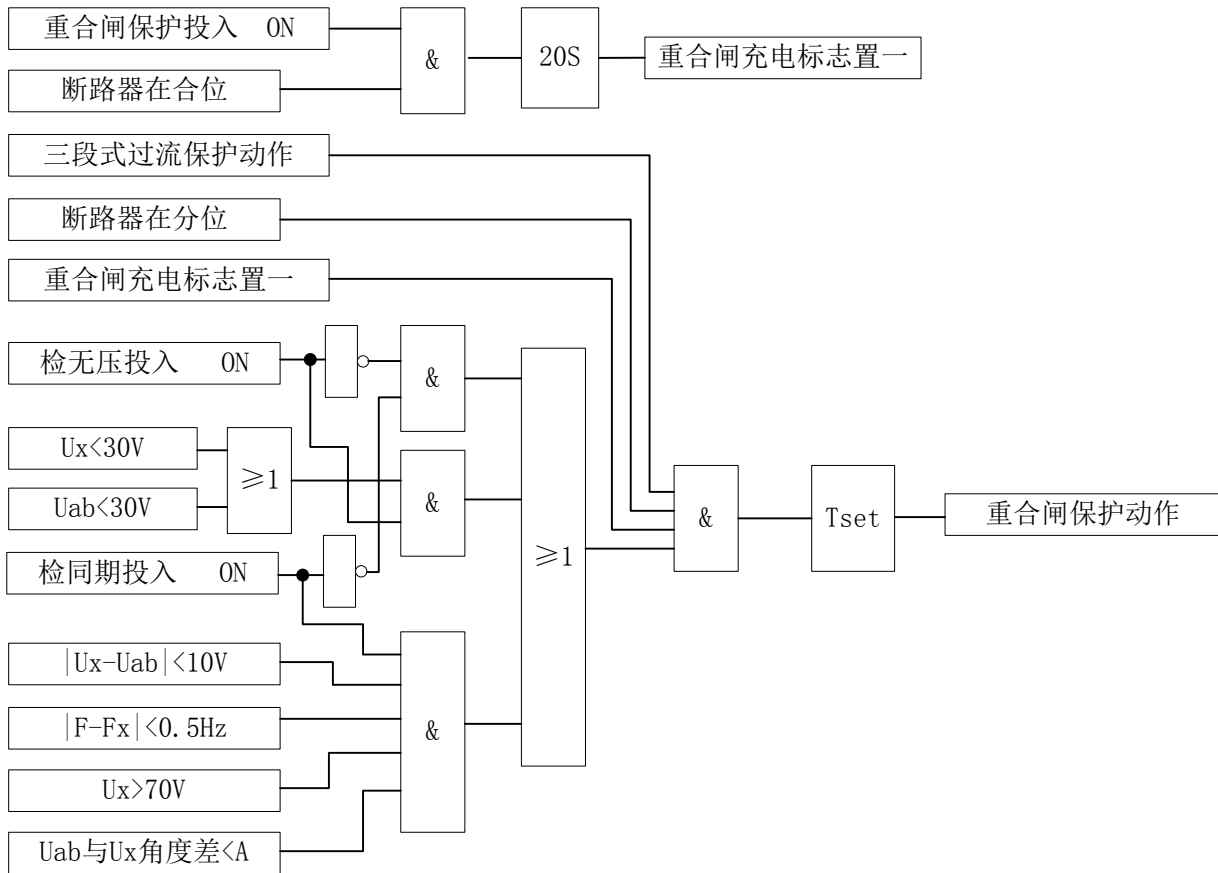 重合闸保护投入 ON
&
20S
重合闸充电标志置一
断路器在合位
三段式过流保护动作
断路器在分位
重合闸充电标志置一
检无压投入 ON
&
Ux<30V
≥1
Uab<30V
&
检同期投入 ON
≥1
&
Tset
重合闸保护动作
|Ux-Uab|<10V
|F-Fx|<0.5Hz
&
Ux>70V
Uab与Ux角度差<A